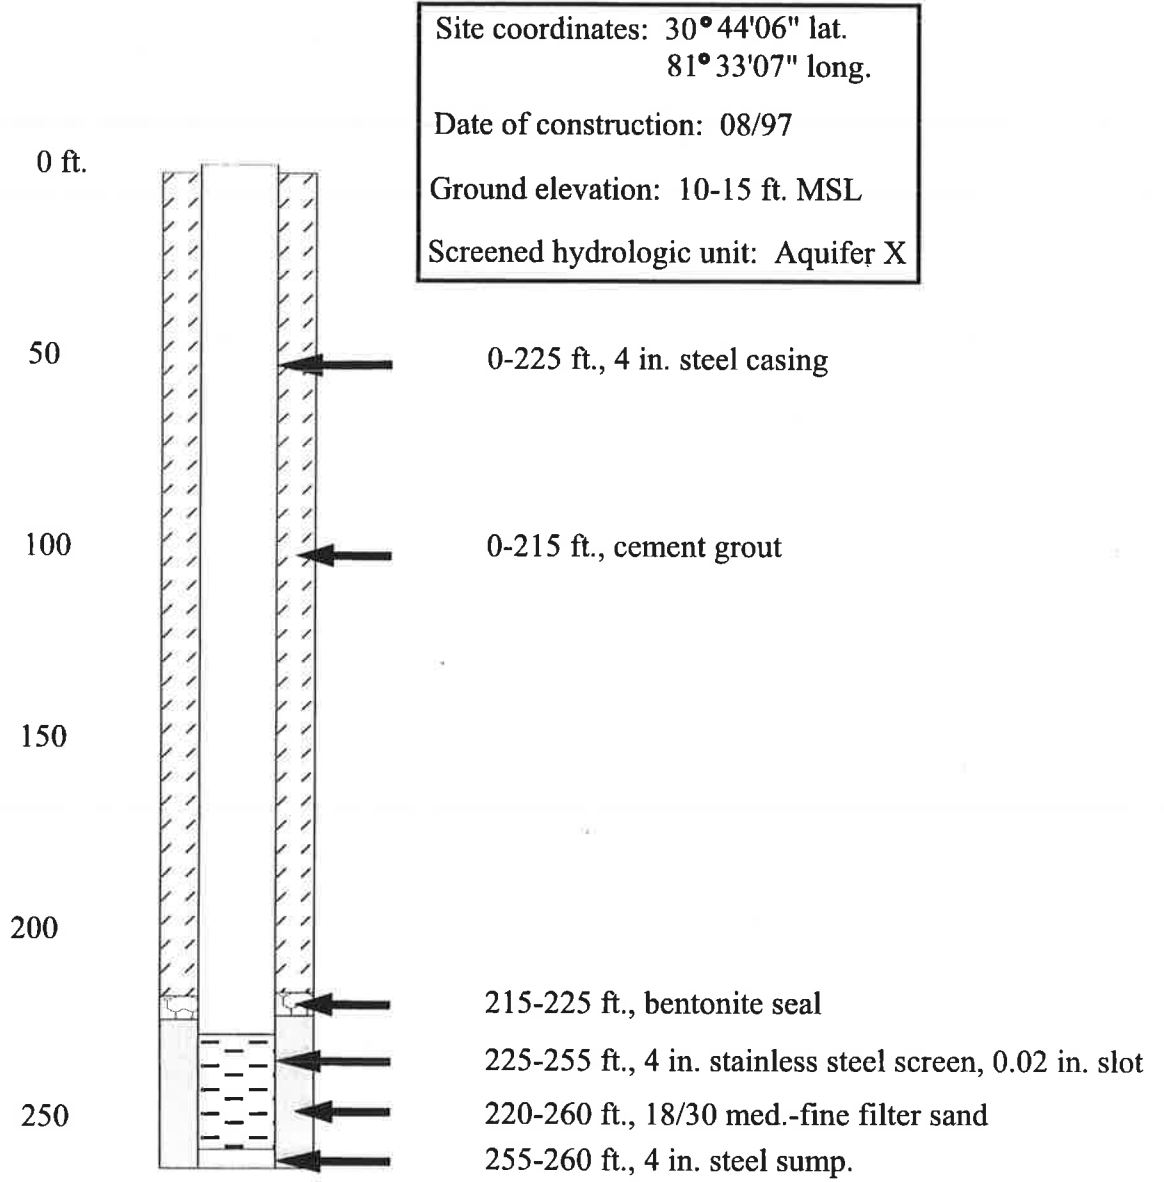 Site coordinates: 30°44'06" lat.
81°33'07" long.
Date of construction: 08/97
Ground elevation: 10-15 ft. MSL
Screened hydrologic unit: Aquifer X
0 ft.
50
0-225 ft., 4 in. steel casing
100
0-215 ft., cement grout
150
200
215-225 ft., bentonite seal
225-255 ft., 4 in. stainless steel screen, 0.02 in. slot
250
220-260 ft., 18/30 med.-fine filter sand
255-260 ft., 4 in. steel sump.